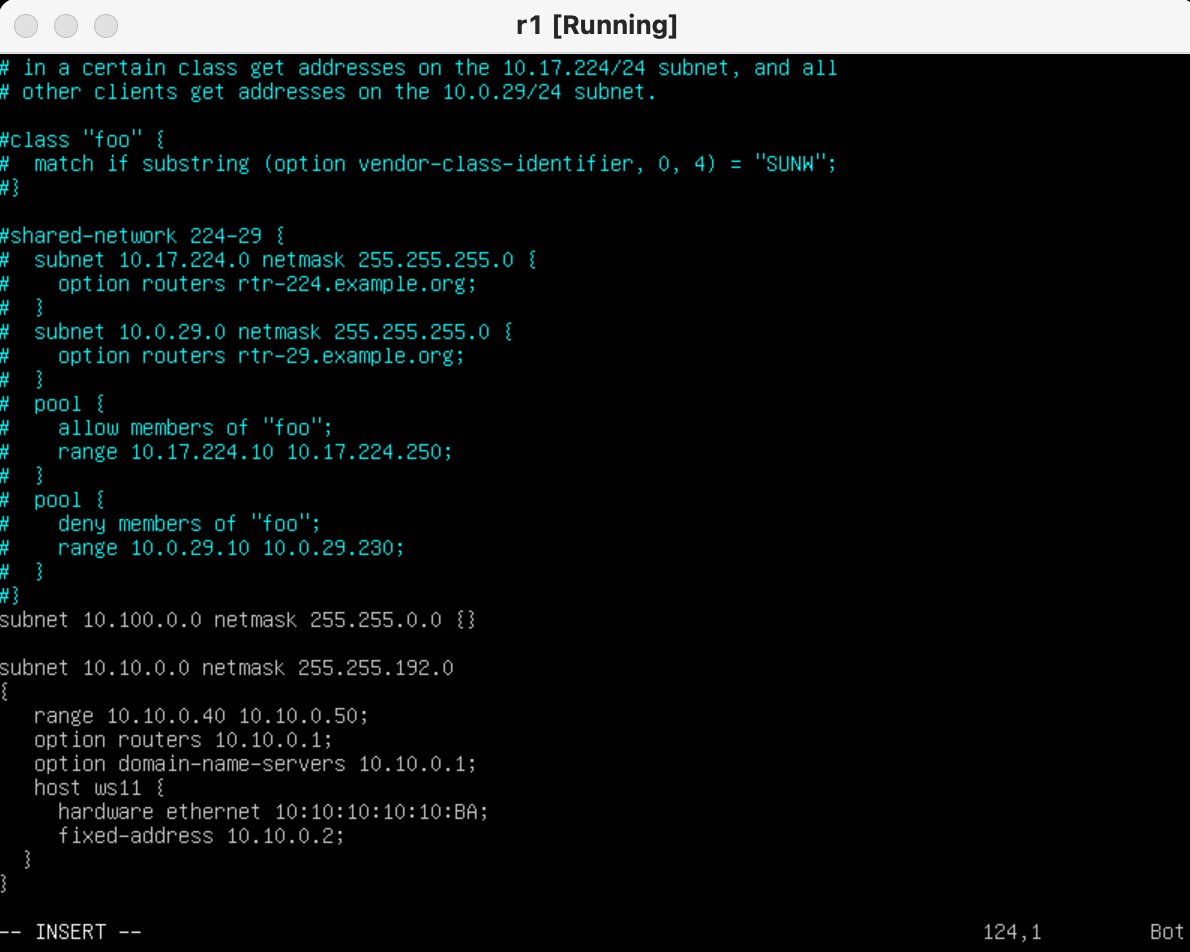 r1 [Running]
# in a certain class get addresses on the 10.17.224/24 subnet, and all
# other clients get addresses on the 10.0.29/24 subnet.

#class "foo" {
#  match if substring (option vendor-class-identifier, 0, 4) = "SUNW";
#}

#shared-network 224-29 {
#  subnet 10.17.224.0 netmask 255.255.255.0 {
#    option routers rtr-224.example.org;
#  }
#  subnet 10.0.29.0 netmask 255.255.255.0 {
#    option routers rtr-29.example.org;
#  }
#  pool {
#    allow members of "foo";
#    range 10.17.224.10 10.17.224.250;
#  }
#  pool {
#    deny members of "foo";
#    range 10.0.29.10 10.0.29.230;
#  }
#}
subnet 10.100.0.0 netmask 255.255.0.0 {}

subnet 10.10.0.0 netmask 255.255.192.0
{
   range 10.10.0.40 10.10.0.50;
   option routers 10.10.0.1;
   option domain-name-servers 10.10.0.1;
   host ws11 {
     hardware ethernet 10:10:10:10:10:BA;
     fixed-address 10.10.0.2;
  }
}

-- INSERT -- 124,1 Bot